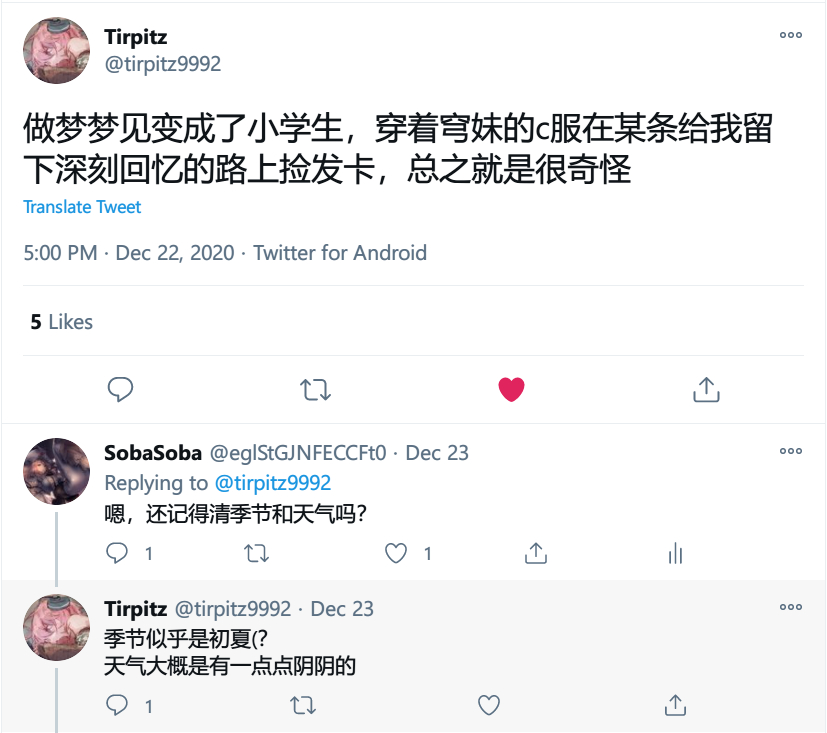 Tirpitz
@tirpitz9992
做梦梦见变成了小学生，穿着穹妹的c服在某条给我留
下深刻回忆的路上捡发卡，总之就是很奇怪
Translate Tweet
5:00 PM · Dec 22, 2020 · Twitter for Android
5 Likes
SobaSoba @eglStGJNFECCFt0 · Dec 23
Replying to @tirpitz9992
嗯，还记得清季节和天气吗？
1 1
Tirpitz @tirpitz9992 · Dec 23
季节似乎是初夏(？
天气大概是有一点点阴阴的
1